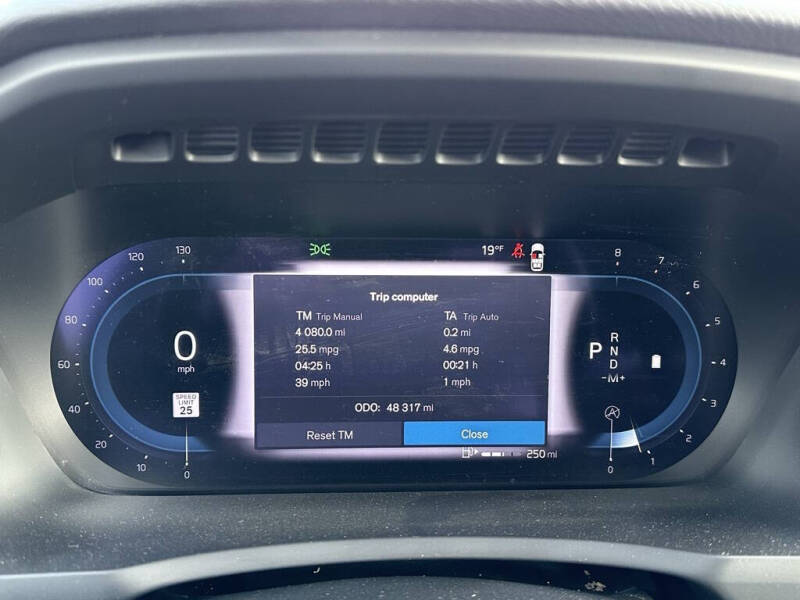 130
120
100
80
60
40
20
10
0
19°F
8
7
6
5
4
3
2
1
0
0
mph
SPEED
LIMIT
25
Trip computer
TM Trip Manual TA Trip Auto
4 080.0 mi 0.2 mi
25.5 mpg 4.6 mpg
04:25 h 00:21 h
39 mph 1 mph
ODO: 48 317 mi
Reset TM Close
P
R
N
D
-M+
A
250 mi